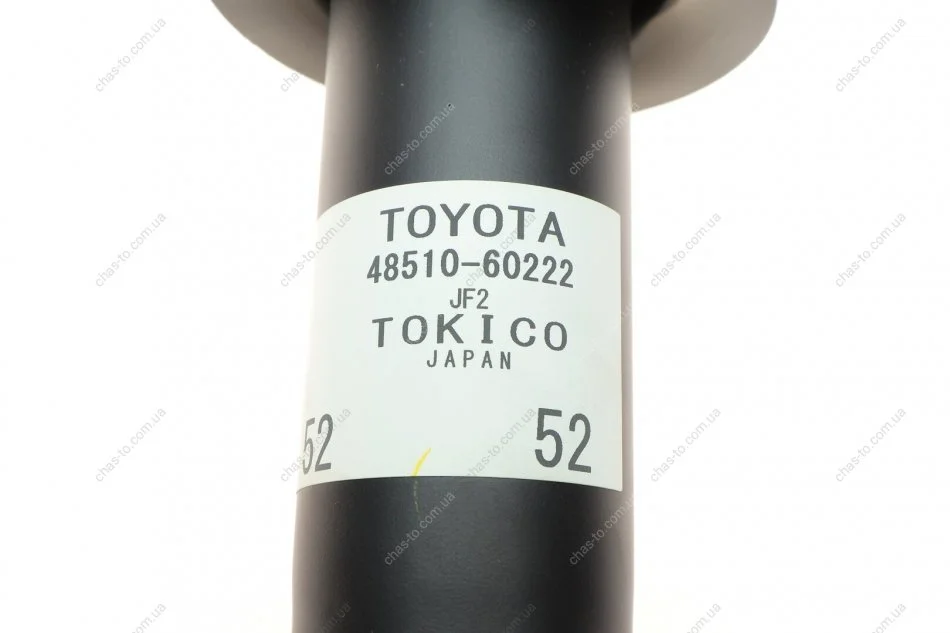 TOYOTA
48510-60222
JF2
TOKICO
JAPAN
52 52
chas-to.com.ua